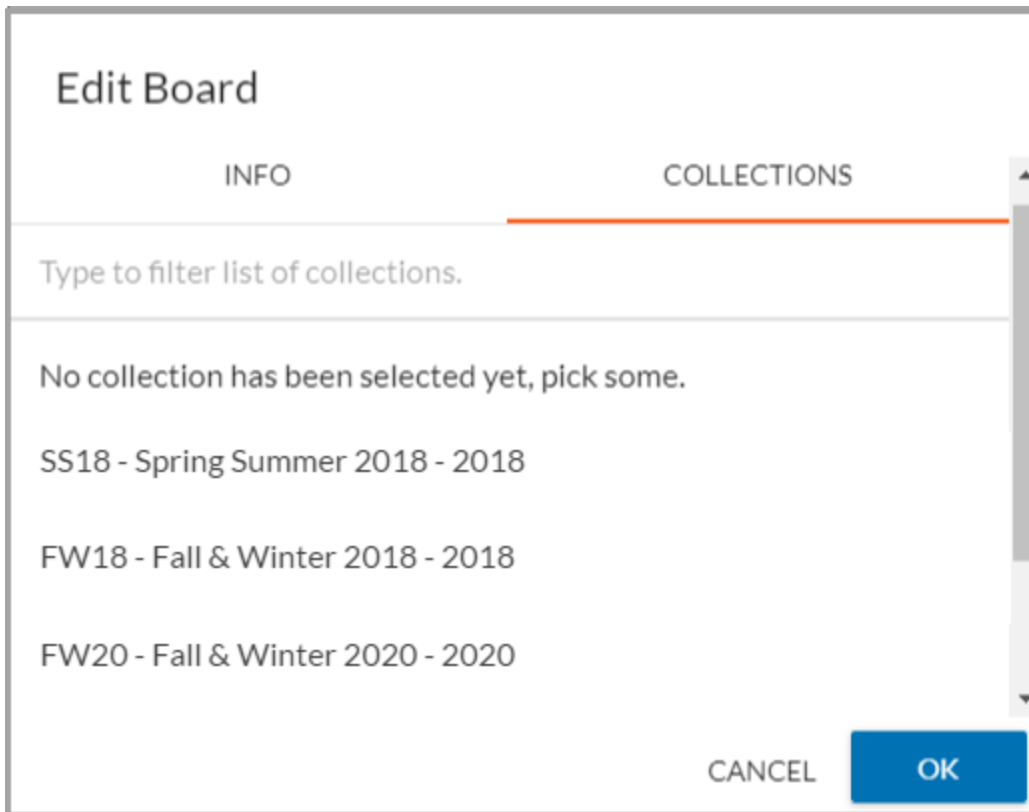 Edit Board
INFO
COLLECTIONS
Type to filter list of collections.
No collection has been selected yet, pick some.
SS18 - Spring Summer 2018 - 2018
FW18 - Fall & Winter 2018 - 2018
FW20 - Fall & Winter 2020 - 2020
CANCEL
OK